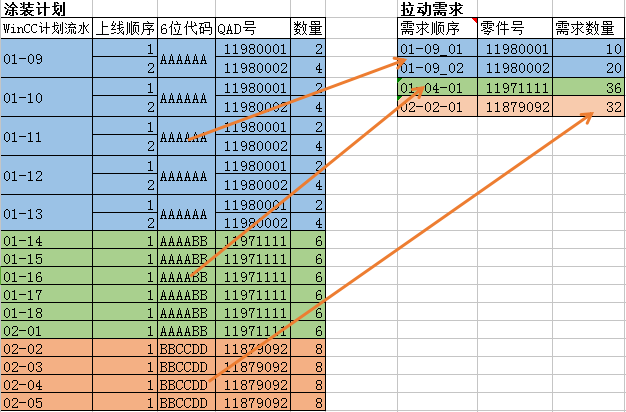 涂装计划 拉动需求
WinCC计划流水 上线顺序 6位代码 QAD号 数量 需求顺序 零件号 需求数量
01-09 1 AAAAAA 11980001 2 01-09_01 11980001 10
2 11980002 4 01-09_02 11980002 20
01-10 1 AAAAAA 11980001 2 01-04-01 11971111 36
2 11980002 4 02-02-01 11879092 32
01-11 1 AAAAAA 11980001 2
2 11980002 4
01-12 1 AAAAAA 11980001 2
2 11980002 4
01-13 1 AAAAAA 11980001 2
2 11980002 4
01-14 1 AAAABB 11971111 6
01-15 1 AAAABB 11971111 6
01-16 1 AAAABB 11971111 6
01-17 1 AAAABB 11971111 6
01-18 1 AAAABB 11971111 6
02-01 1 AAAABB 11971111 6
02-02 1 BBCCDD 11879092 8
02-03 1 BBCCDD 11879092 8
02-04 1 BBCCDD 11879092 8
02-05 1 BBCCDD 11879092 8